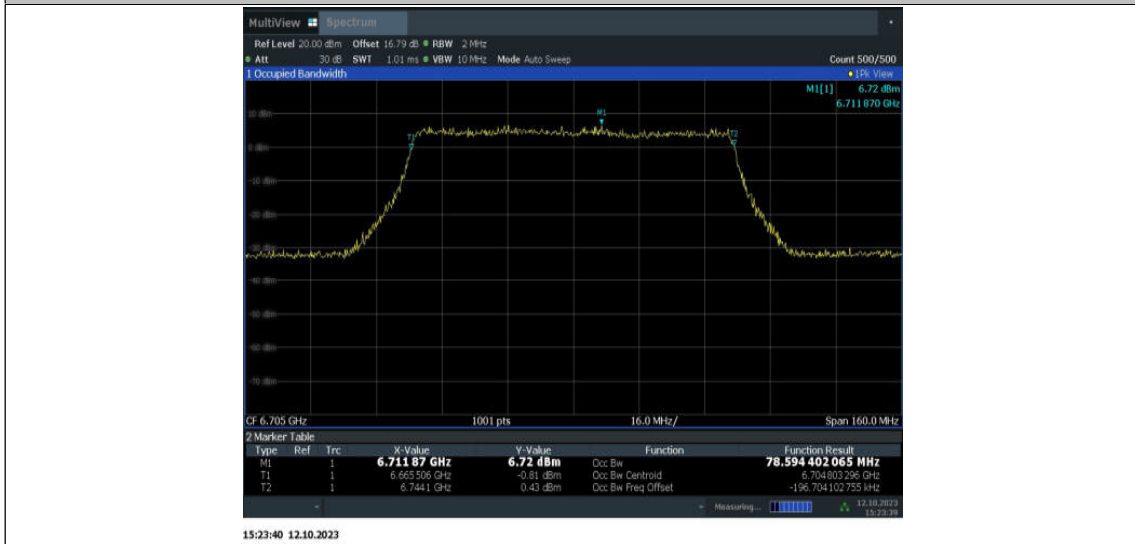 MultiView Spectrum
Ref Level 20.00 dBm Offset 16.79 dB RBW 2 MHz
Att 30 dB SWT 1.01 ms VBW 10 MHz Mode Auto Sweep Count 500/500
1 Occupied Bandwidth 1Pk View
M1[1] 6.72 dBm
6.711 870 GHz
10 dBm
M1
T1
T2
0 dBm
-10 dBm
-20 dBm
-30 dBm
-40 dBm
-50 dBm
-60 dBm
-70 dBm
CF 6.705 GHz 1001 pts 16.0 MHz/ Span 160.0 MHz
2 Marker Table
Type Ref Trc X-Value Y-Value Function Function Result
M1 1 6.711 87 GHz 6.72 dBm Occ Bw 78.594 402 065 MHz
T1 1 6.665 506 GHz -0.81 dBm Occ Bw Centroid 6.704 803 296 GHz
T2 1 6.7441 GHz 0.43 dBm Occ Bw Freq Offset -196.704 102 755 kHz
Measuring... 12.10.2023
15:23:39
15:23:40 12.10.2023